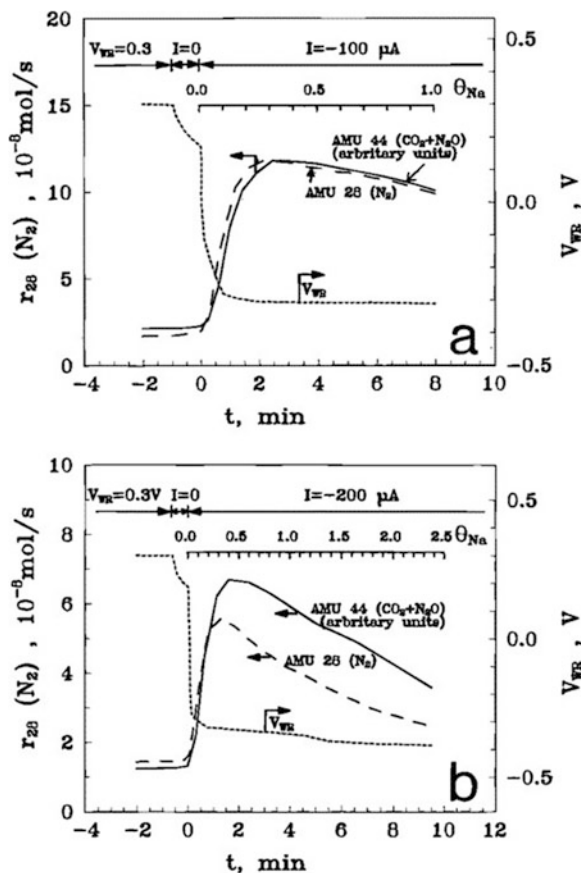 20
15
10
5
0
r₂₈ (N₂) , 10⁻⁸mol/s
V_WR=0.3 I=0 I=−100 μA
0.0 0.5 1.0 θ_Na
AMU 44 (CO₂+N₂O)
(arbritary units)
AMU 28 (N₂)
V_WR
a
0.5
0.0
−0.5
V_WR , V
−4 −2 0 2 4 6 8 10
t, min
10
8
6
4
2
0
r₂₈ (N₂) , 10⁻⁸mol/s
V_WR=0.3V I=0 I=−200 μA
0.0 0.5 1.0 1.5 2.0 2.5 θ_Na
AMU 44 (CO₂+N₂O)
(arbritary units)
AMU 28 (N₂)
V_WR
b
0.5
0.0
−0.5
V_WR , V
−4 −2 0 2 4 6 8 10 12
t, min